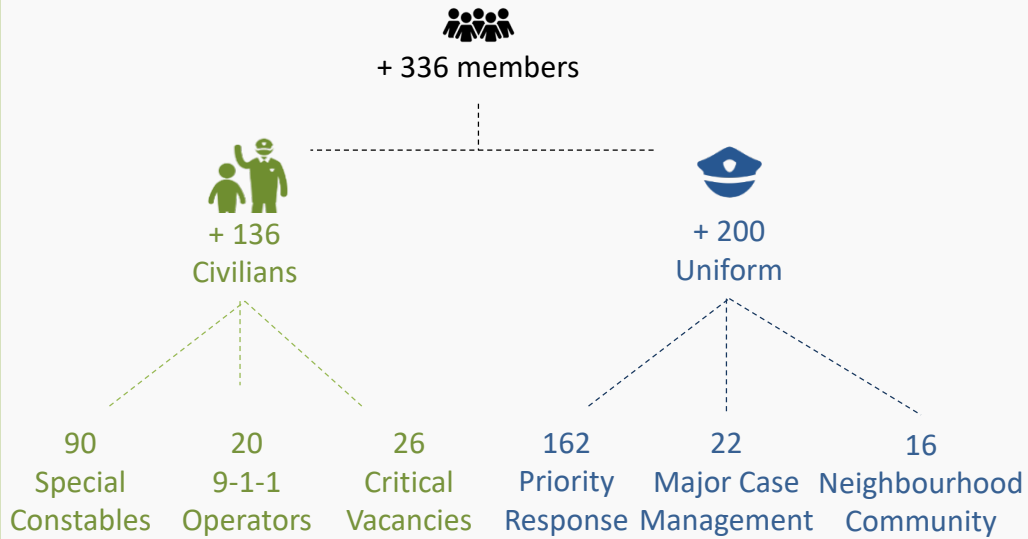 + 336 members
+ 136
Civilians
+ 200
Uniform
90
Special
Constables
20
9-1-1
Operators
26
Critical
Vacancies
162
Priority
Response
22
Major Case
Management
16
Neighbourhood
Community